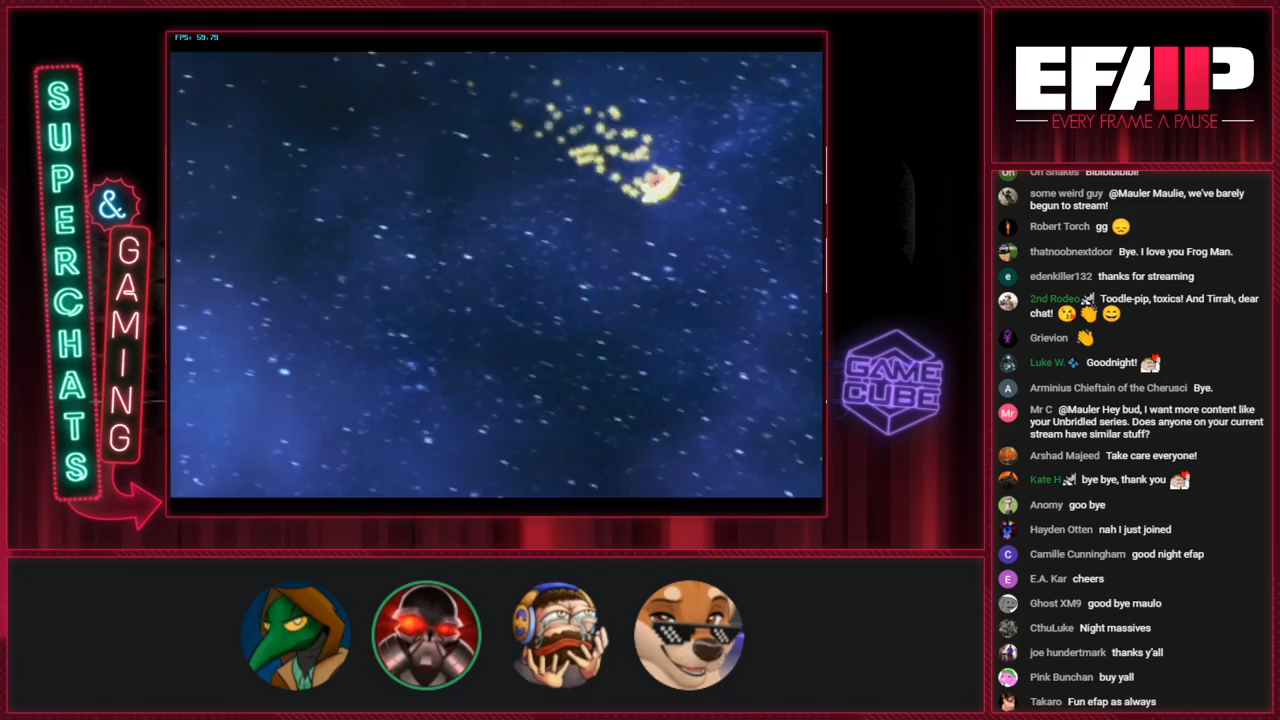 FPS: 59.79
SUPERCHATS
&
GAMING
GAME
CUBE
EFAP
EVERY FRAME A PAUSE
Oh Shakes Bibibibibibi!
some weird guy @Mauler Maulie, we've barely
begun to stream!
Robert Torch gg 😞
thatnoobnextdoor Bye. I love you Frog Man.
edenkiller132 thanks for streaming
2nd Rodeo Toodle-pip, toxics! And Tirrah, dear
chat! 😘 👏 😄
Grievion 👋
Luke W. Goodnight!
Arminius Chieftain of the Cherusci Bye.
Mr C @Mauler Hey bud, I want more content like
your Unbridled series. Does anyone on your current
stream have similar stuff?
Arshad Majeed Take care everyone!
Kate H bye bye, thank you
Anomy goo bye
Hayden Otten nah I just joined
Camille Cunningham good night efap
E.A. Kar cheers
Ghost XM9 good bye maulo
CthuLuke Night massives
joe hundertmark thanks y'all
Pink Bunchan buy yall
Takaro Fun efap as always